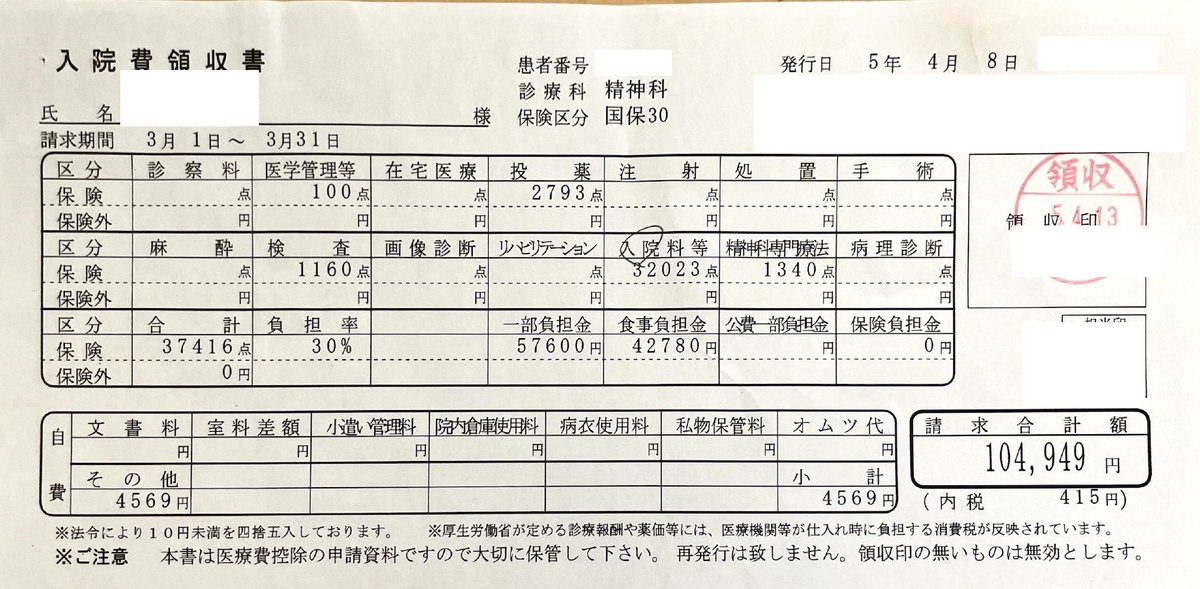 入院費領収書
患者番号
発行日 5年 4月 8日
診療科 精神科
氏名 様
保険区分 国保30
請求期間 3月 1日～ 3月31日
区分 診察料 医学管理等 在宅医療 投薬 注射 処置 手術
保険 点 100点 点 2793点 点 点 点
保険外 円 円 円 円 円 円 円
区分 麻酔 検査 画像診断 リハビリテーション 入院料等 精神科専門療法 病理診断
保険 点 1160点 点 点 32023点 1340点 点
保険外 円 円 円 円 円 円 円
区分 合計 負担率 一部負担金 食事負担金 公費一部負担金 保険負担金
保険 37416点 30% 57600円 42780円 円 0円
保険外 0円
領収印
領収
5.4.13
自費
文書料 室料差額 小遣い管理料 院内倉庫使用料 病衣使用料 私物保管料 オムツ代
円 円 円 円 円 円 円
その他 小計
4569円 4569円
請求合計額
104,949 円
(内税 415円)
※法令により１０円未満を四捨五入しております。 ※厚生労働省が定める診療報酬や薬価等には、医療機関等が仕入れ時に負担する消費税が反映されています。
※ご注意 本書は医療費控除の申請資料ですので大切に保管して下さい。再発行は致しません。領収印の無いものは無効とします。